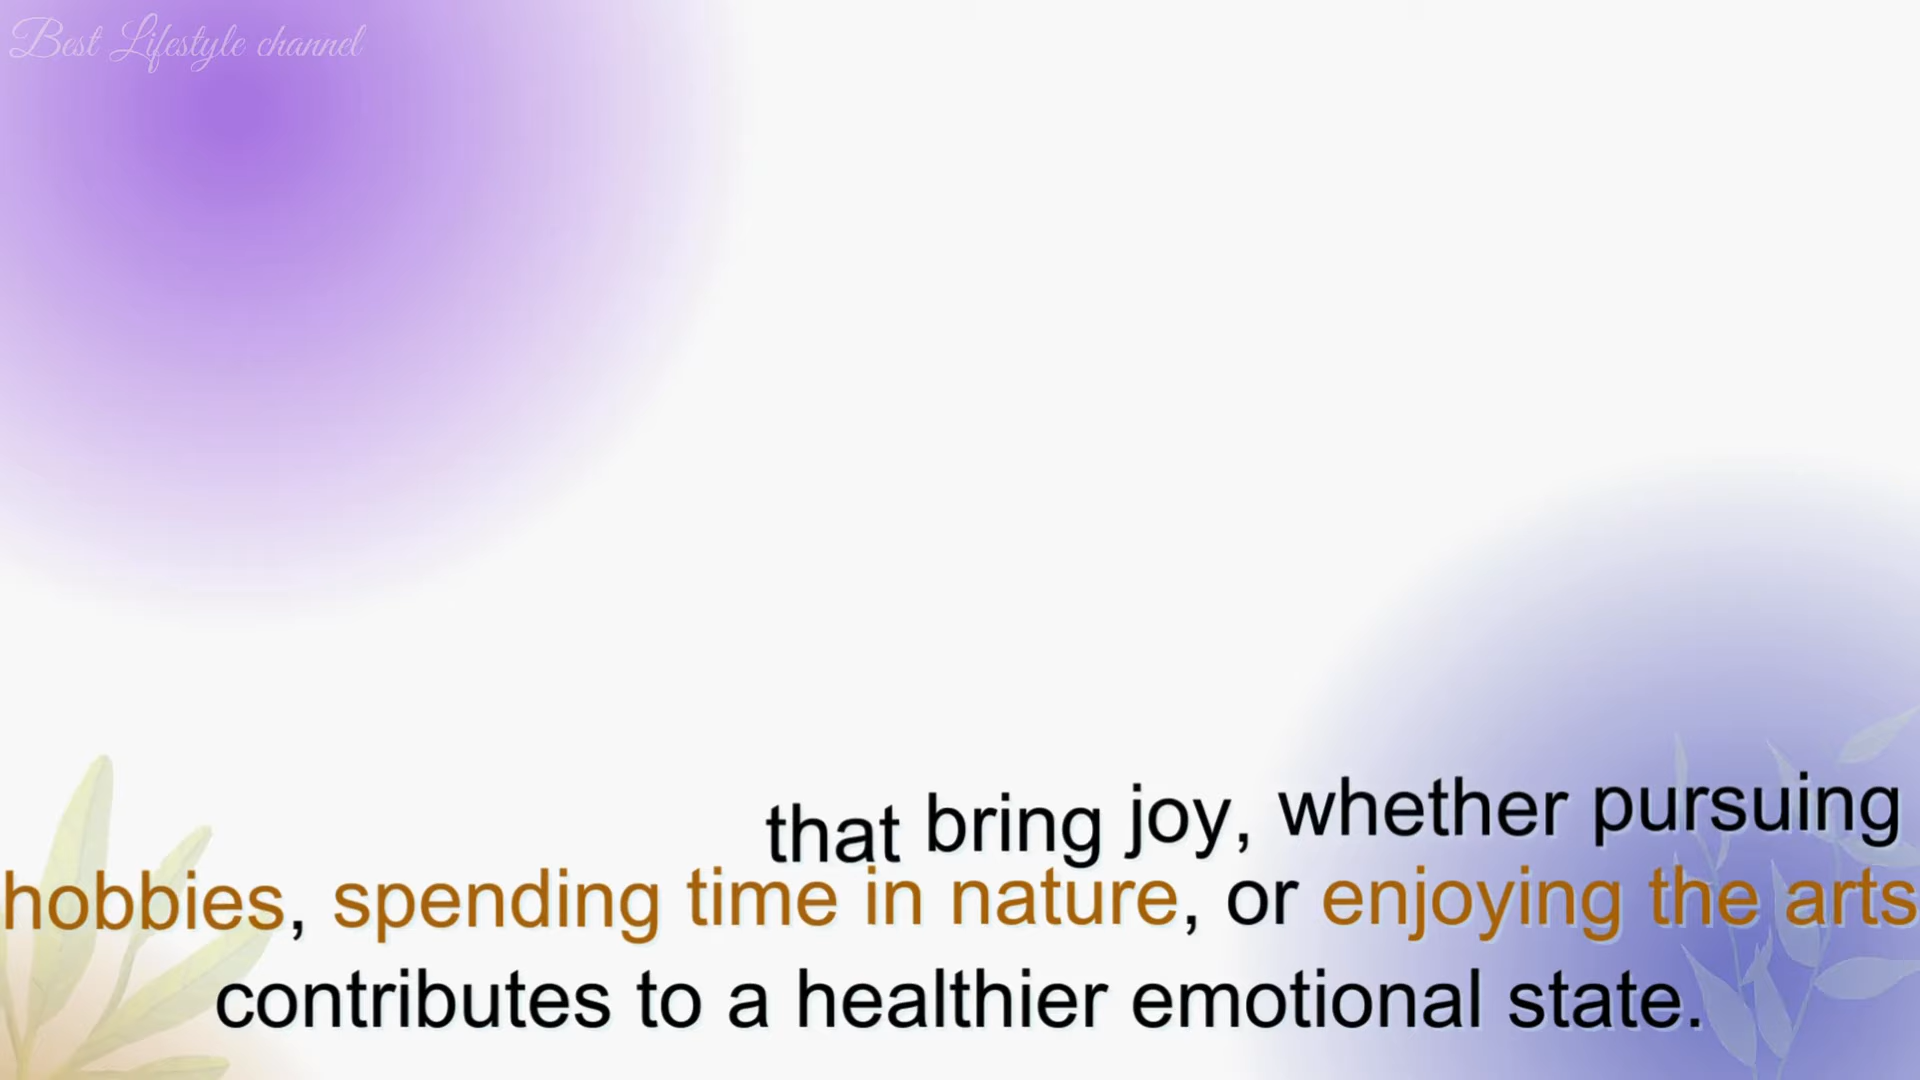 Best Lifestyle channel
that bring joy, whether pursuing
hobbies, spending time in nature, or enjoying the arts
contributes to a healthier emotional state.